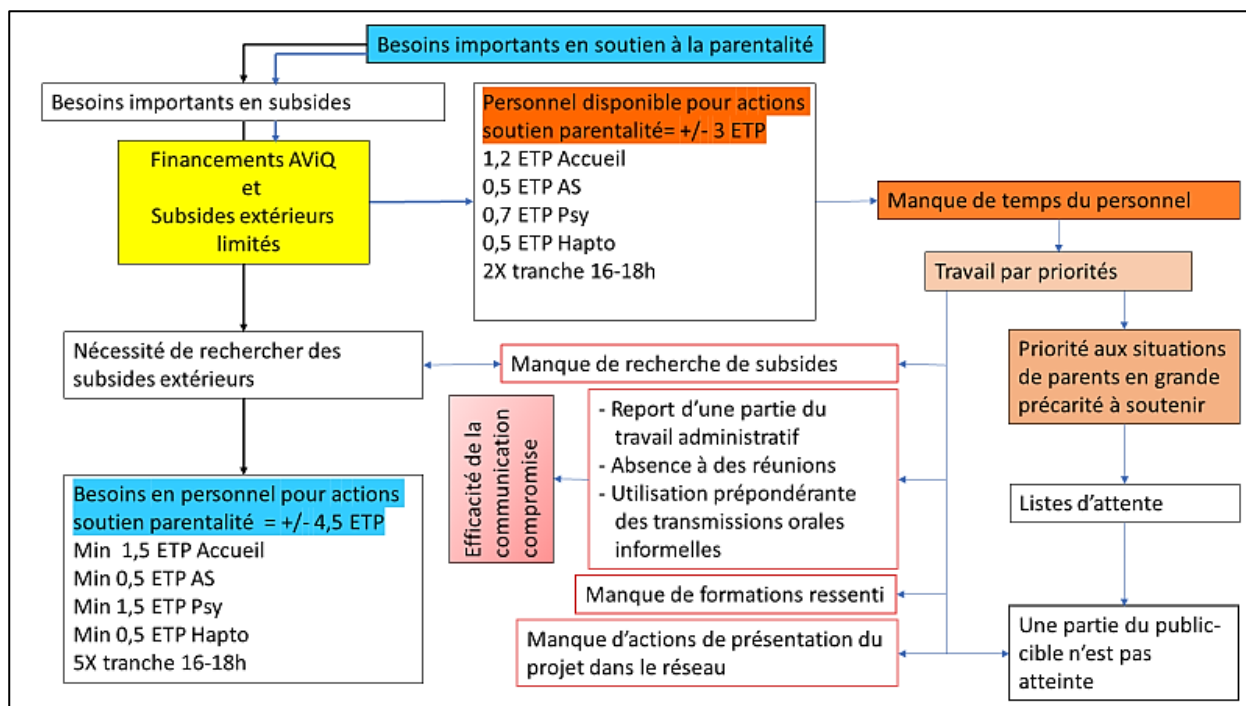 Besoins importants en soutien à la parentalité
Besoins importants en subsides
Financements AViQ
et
Subsides extérieurs
limités
Personnel disponible pour actions
soutien parentalité= +/- 3 ETP
1,2 ETP Accueil
0,5 ETP AS
0,7 ETP Psy
0,5 ETP Hapto
2X tranche 16-18h
Manque de temps du personnel
Travail par priorités
Priorité aux situations
de parents en grande
précarité à soutenir
Listes d'attente
Une partie du public-
cible n'est pas
atteinte
Nécessité de rechercher des
subsides extérieurs
Manque de recherche de subsides
- Report d'une partie du
travail administratif
- Absence à des réunions
- Utilisation prépondérante
des transmissions orales
informelles
Efficacité de la
communication
compromise
Manque de formations ressenti
Manque d'actions de présentation du
projet dans le réseau
Besoins en personnel pour actions
soutien parentalité = +/- 4,5 ETP
Min 1,5 ETP Accueil
Min 0,5 ETP AS
Min 1,5 ETP Psy
Min 0,5 ETP Hapto
5X tranche 16-18h